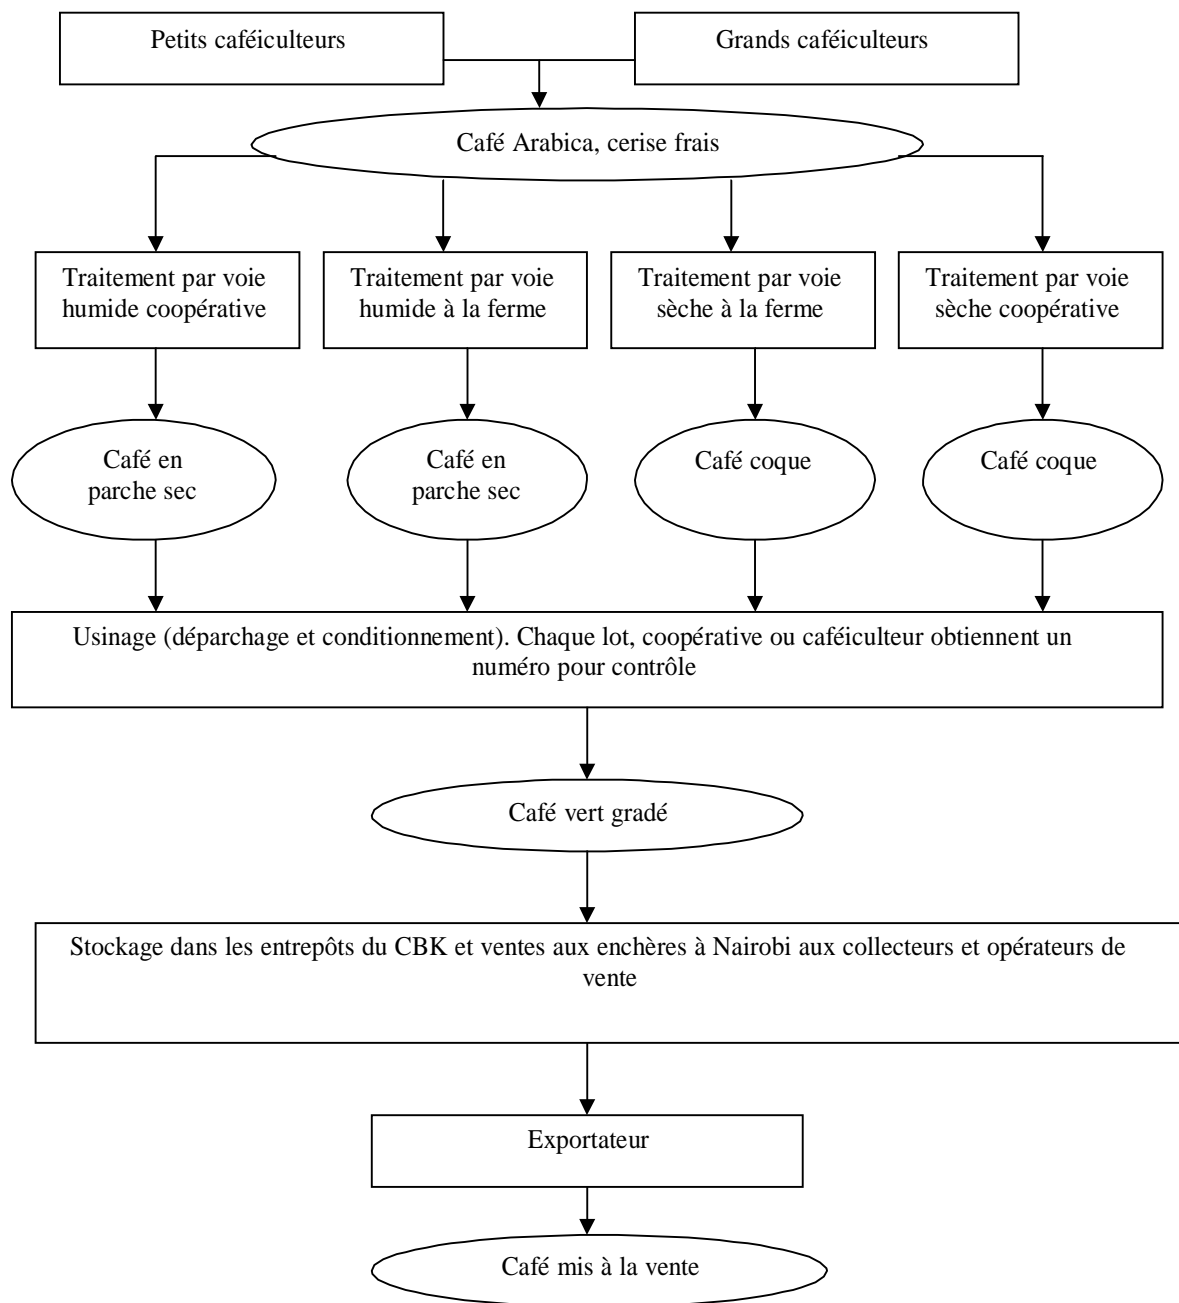 Petits caféiculteurs
Grands caféiculteurs
Café Arabica, cerise frais
Traitement par voie
humide coopérative
Traitement par voie
humide à la ferme
Traitement par voie
sèche à la ferme
Traitement par voie
sèche coopérative
Café en
parche sec
Café en
parche sec
Café coque
Café coque
Usinage (déparchage et conditionnement). Chaque lot, coopérative ou caféiculteur obtiennent un
numéro pour contrôle
Café vert gradé
Stockage dans les entrepôts du CBK et ventes aux enchères à Nairobi aux collecteurs et opérateurs de
vente
Exportateur
Café mis à la vente